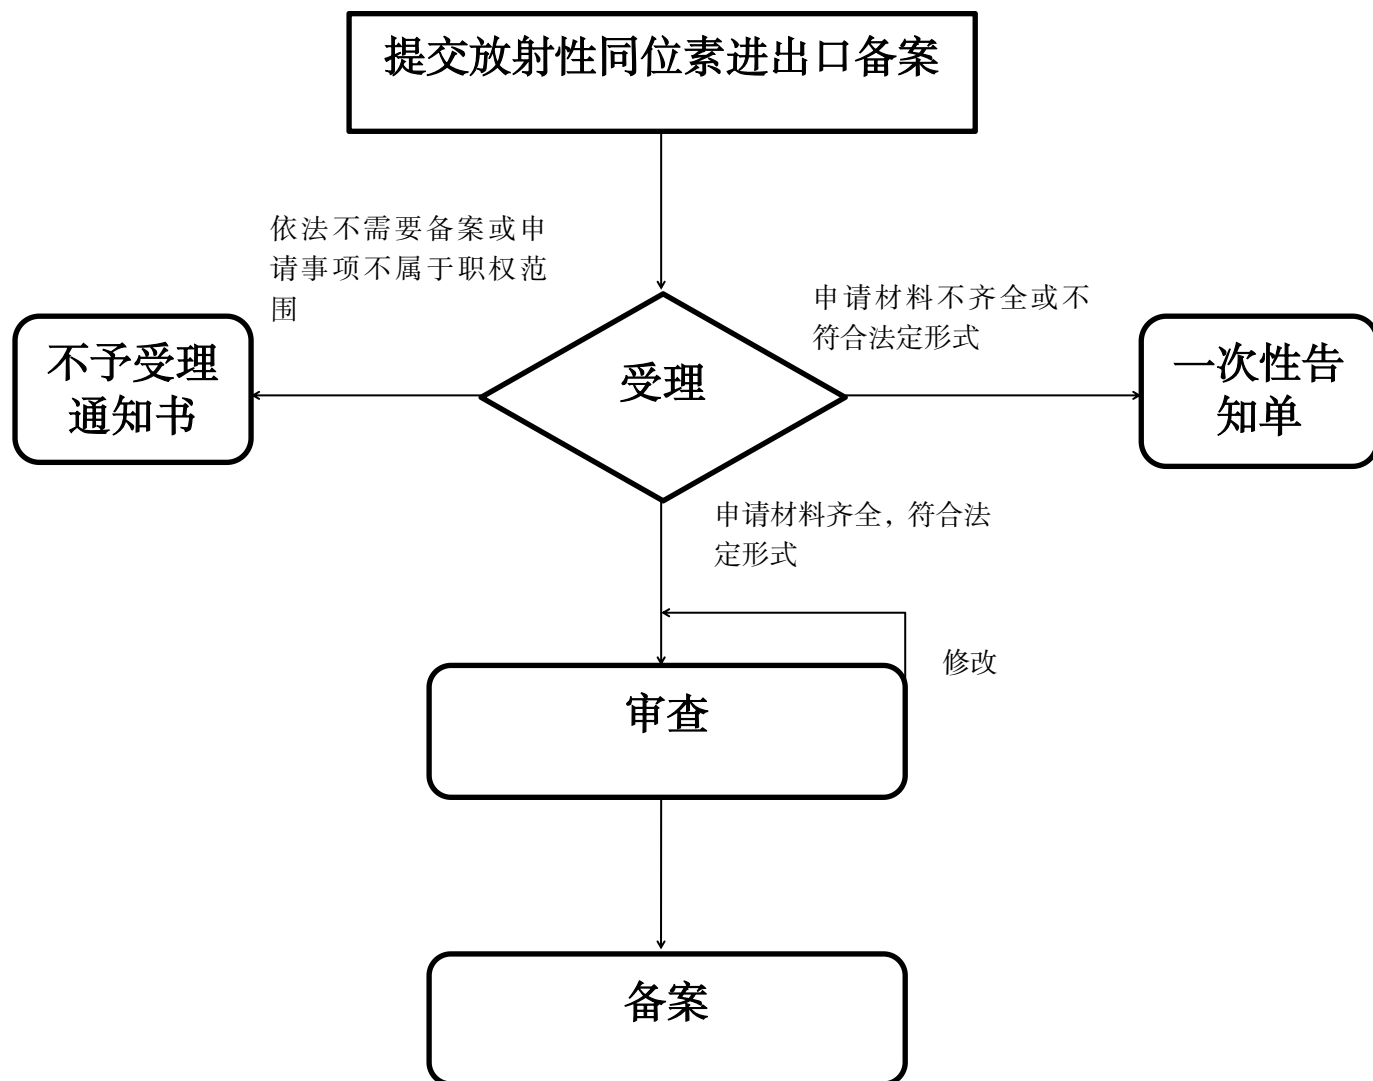 提交放射性同位素进出口备案
依法不需要备案或申
请事项不属于职权范
围
申请材料不齐全或不
符合法定形式
不予受理
通知书
受理
一次性告
知单
申请材料齐全，符合法
定形式
修改
审查
备案